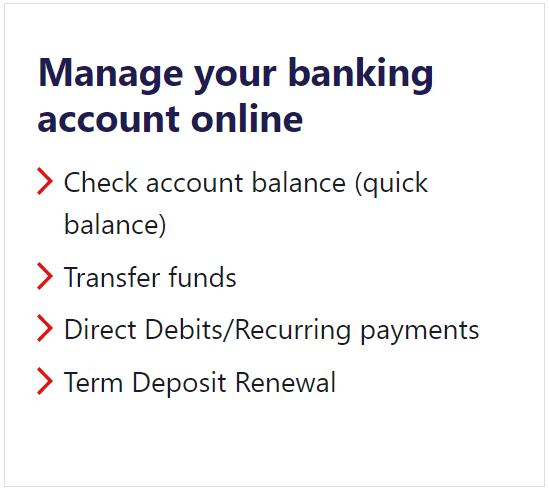 Manage your banking
account online
Check account balance (quick
balance)
Transfer funds
Direct Debits/Recurring payments
Term Deposit Renewal